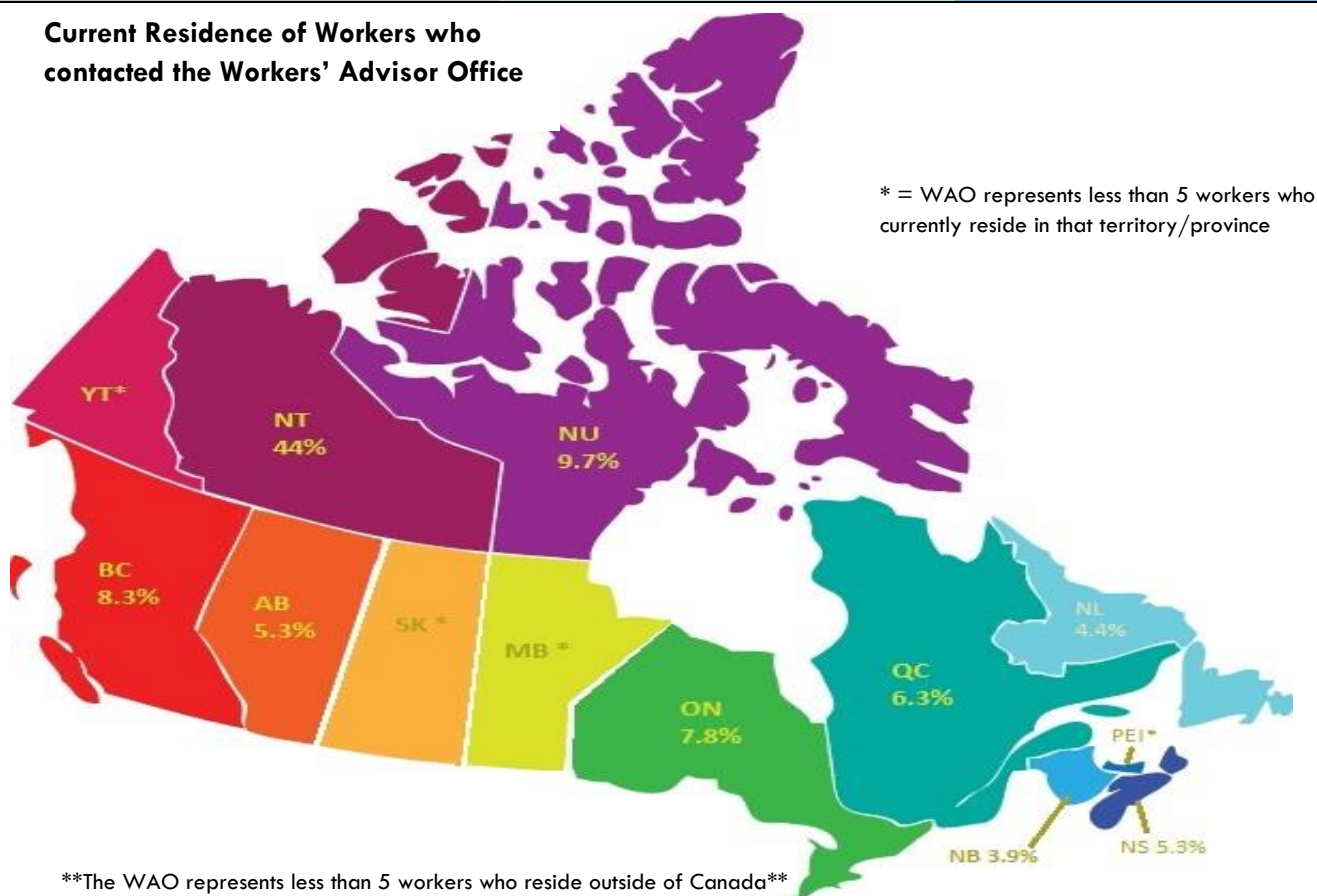 Current Residence of Workers who
contacted the Workers' Advisor Office
* = WAO represents less than 5 workers who
currently reside in that territory/province
YT*
NT
44%
NU
9.7%
BC
8.3%
AB
5.3%
SK *
MB *
ON
7.8%
QC
6.3%
NL
4.4%
PEI*
NB 3.9%
NS 5.3%
**The WAO represents less than 5 workers who reside outside of Canada**